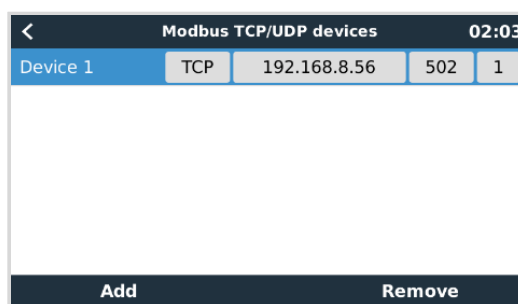 Modbus TCP/UDP devices 02:03
Device 1 TCP 192.168.8.56 502 1
Add Remove